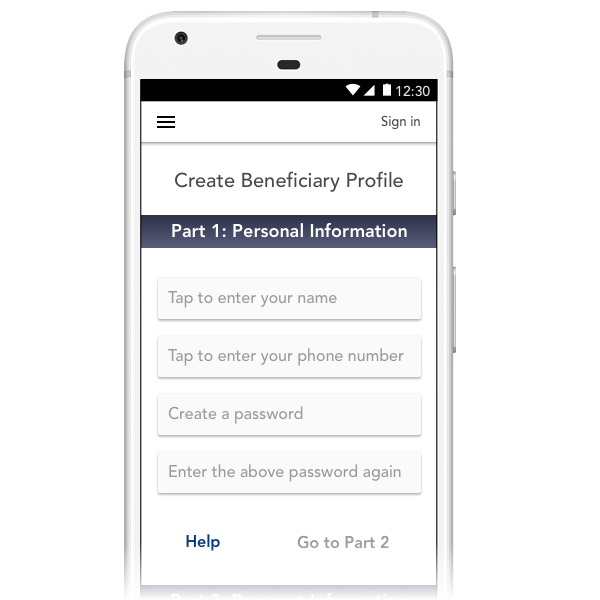 12:30
Sign in
Create Beneficiary Profile
Part 1: Personal Information
Tap to enter your name
Tap to enter your phone number
Create a password
Enter the above password again
Help
Go to Part 2